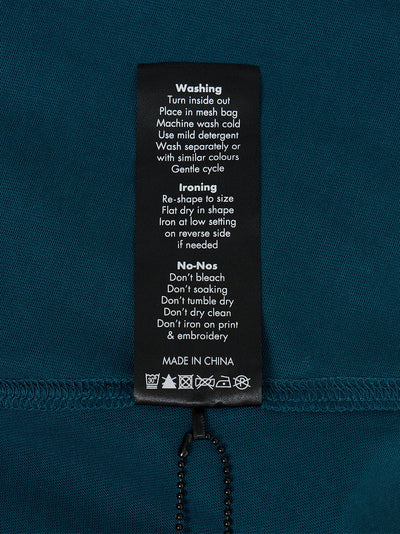 Washing
Turn inside out
Place in mesh bag
Machine wash cold
Use mild detergent
Wash separately or
with similar colours
Gentle cycle
Ironing
Re-shape to size
Flat dry in shape
Iron at low setting
on reverse side
if needed
No-Nos
Don't bleach
Don't soaking
Don't tumble dry
Don't dry clean
Don't iron on print
& embroidery
MADE IN CHINA
30°